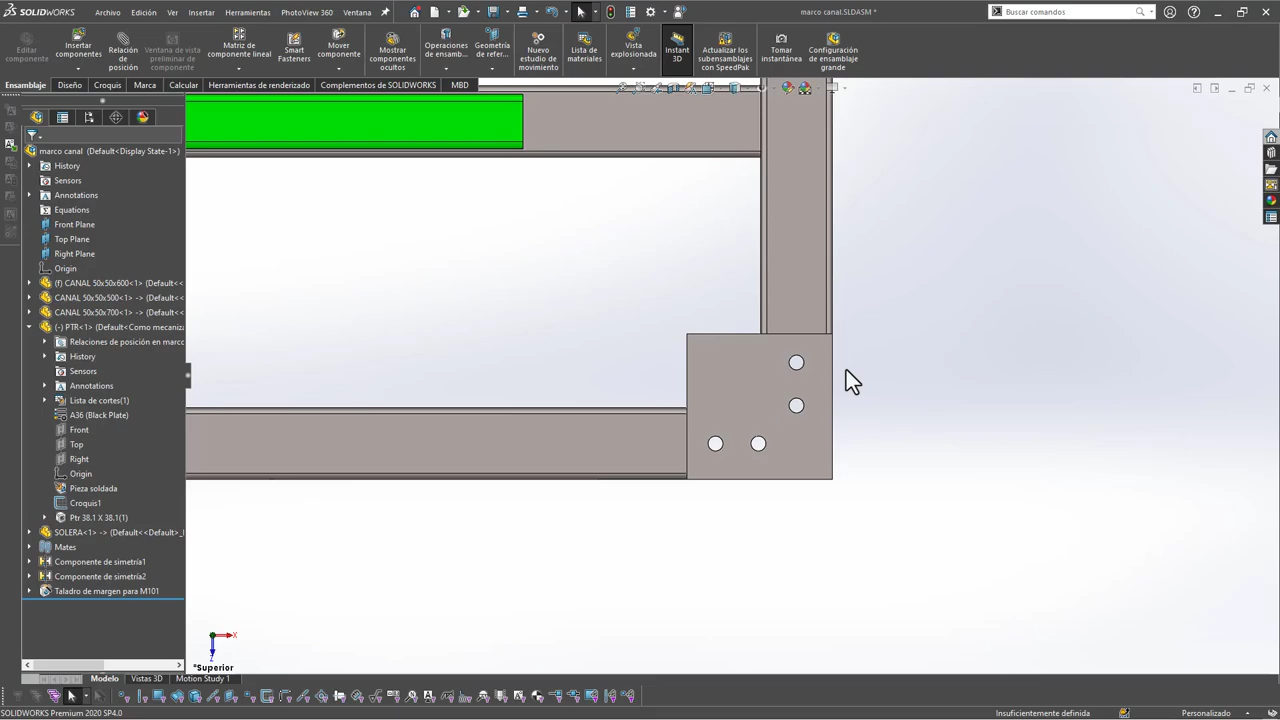 SOLIDWORKS
Archivo
Edición
Ver
Insertar
Herramientas
PhotoView 360
Ventana
marco canal.SLDASM *
Buscar comandos
Editar componente
Insertar componentes
Relación de posición
Ventana de vista preliminar de componente
Matriz de componente lineal
Smart Fasteners
Mover componente
Mostrar componentes ocultos
Operaciones de ensamb...
Geometría de refer...
Nuevo estudio de movimiento
Lista de materiales
Vista explosionada
Instant 3D
Actualizar los subensamblajes con SpeedPak
Tomar instantánea
Configuración de ensamblaje grande
Ensamblaje
Diseño
Croquis
Marca
Calcular
Herramientas de renderizado
Complementos de SOLIDWORKS
MBD
marco canal (Default<Display State-1>)
History
Sensors
Annotations
Equations
Front Plane
Top Plane
Right Plane
Origin
(f) CANAL 50x50x600<1> (Default<<
CANAL 50x50x500<1> -> (Default<<
CANAL 50x50x700<1> -> (Default<<
(-) PTR<1> (Default<Como mecaniza
Relaciones de posición en marco
History
Sensors
Annotations
Lista de cortes(1)
A36 (Black Plate)
Front
Top
Right
Origin
Pieza soldada
Croquis1
Ptr 38.1 X 38.1(1)
SOLERA<1> -> (Default<<Default>_
Mates
Componente de simetría1
Componente de simetría2
Taladro de margen para M101
X
Z
*Superior
Modelo
Vistas 3D
Motion Study 1
SOLIDWORKS Premium 2020 SP4.0
Insuficientemente definida
Personalizado